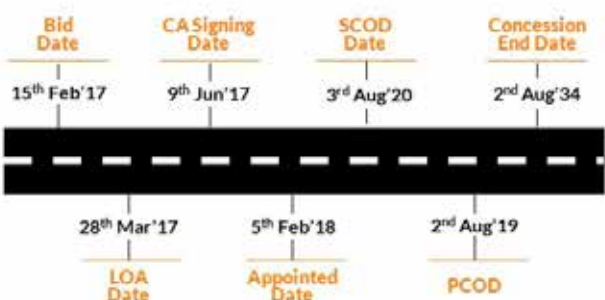 Bid
Date
15th Feb'17
CA Signing
Date
9th Jun'17
SCOD
Date
3rd Aug'20
Concession
End Date
2nd Aug'34
28th Mar'17
LOA
Date
5th Feb'18
Appointed
Date
2nd Aug'19
PCOD